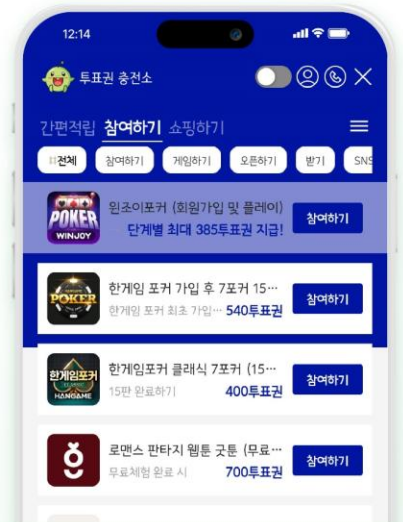 12:14
투표권 충전소
간편적립 참여하기 쇼핑하기
전체 참여하기 게임하기 오픈하기 받기 SNS
POKER
WINJOY
윈조이포커 (회원가입 및 플레이)
단계별 최대 385투표권 지급!
참여하기
POKER
한게임 포커 가입 후 7포커 15…
한게임 포커 최초 가입… 540투표권
참여하기
한게임포커
CLASSIC
HANGAME
한게임포커 클래식 7포커 (15…
15판 완료하기 400투표권
참여하기
로맨스 판타지 웹툰 굿툰 (무료…
무료체험 완료 시 700투표권
참여하기